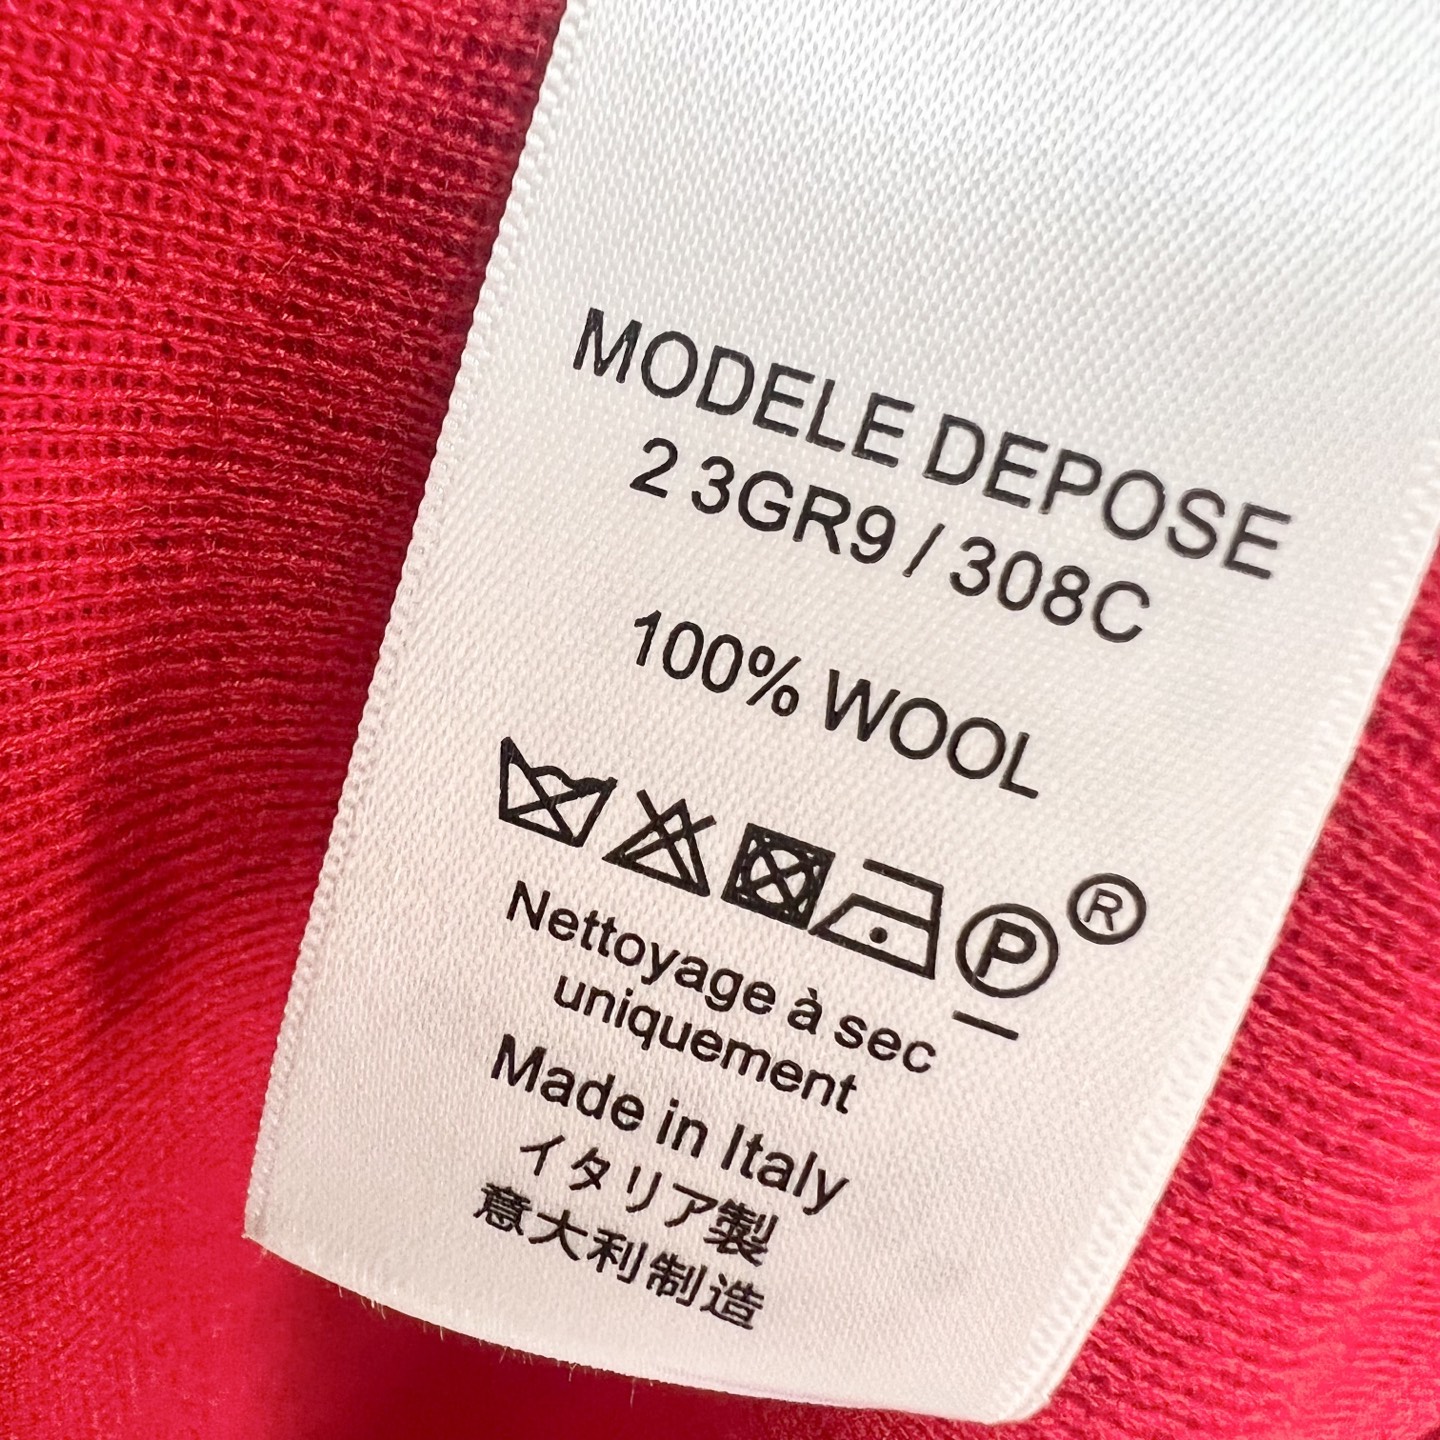 MODELE DEPOSE
2 3GR9 / 308C
100% WOOL
P ®
Nettoyage à sec
uniquement
Made in Italy
イタリア製
意大利制造